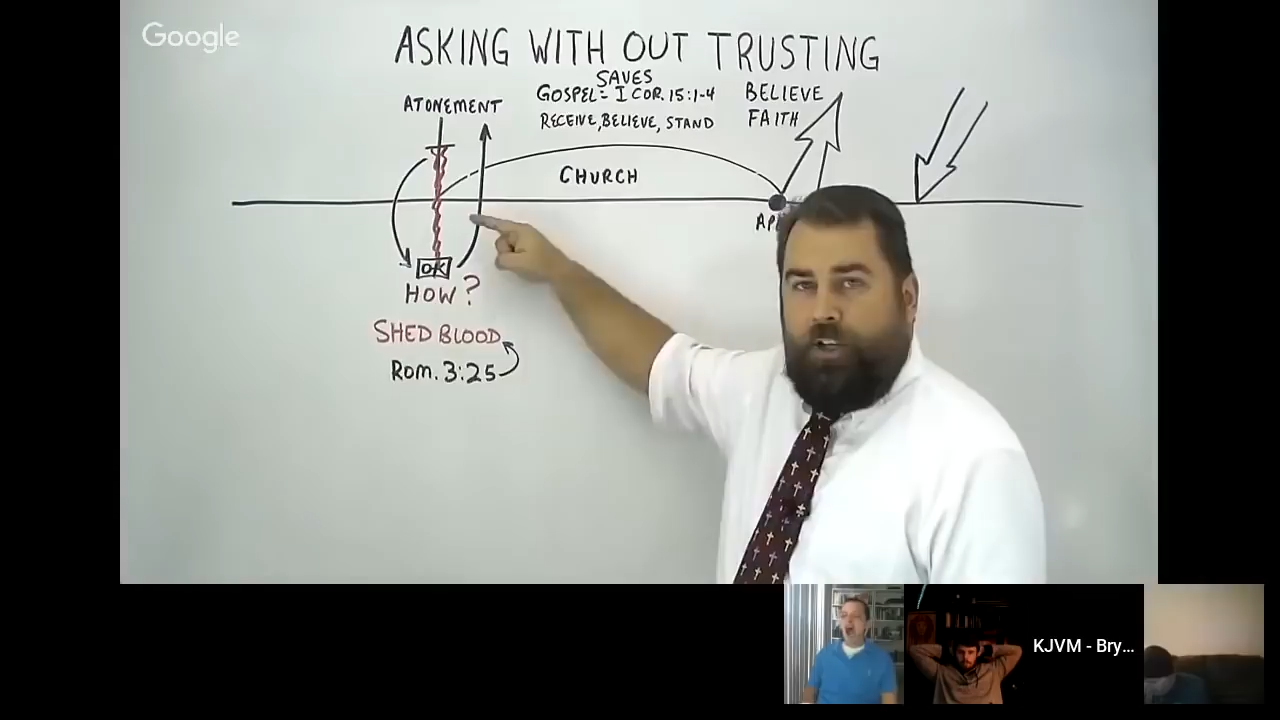 Google
ASKING WITH OUT TRUSTING
SAVES
GOSPEL = I COR. 15:1-4
RECEIVE, BELIEVE, STAND
BELIEVE
FAITH
ATONEMENT
CHURCH
OK
HOW?
SHED BLOOD
Rom. 3:25
KJVM - Bry...